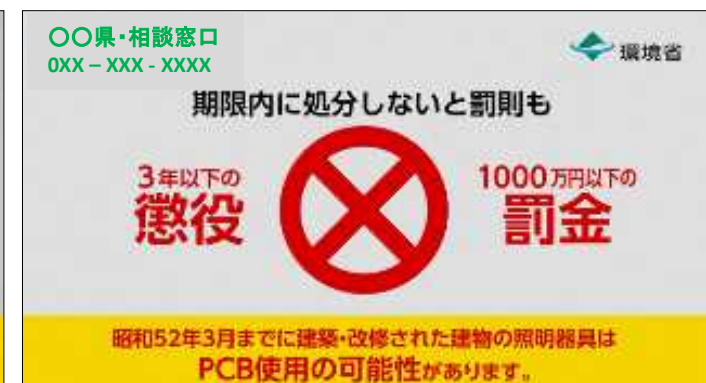 〇〇県・相談窓口
0XX – XXX - XXXX
環境省
期限内に処分しないと罰則も
3年以下の
懲役
1000万円以下の
罰金
昭和52年3月までに建築・改修された建物の照明器具は
PCB使用の可能性があります。